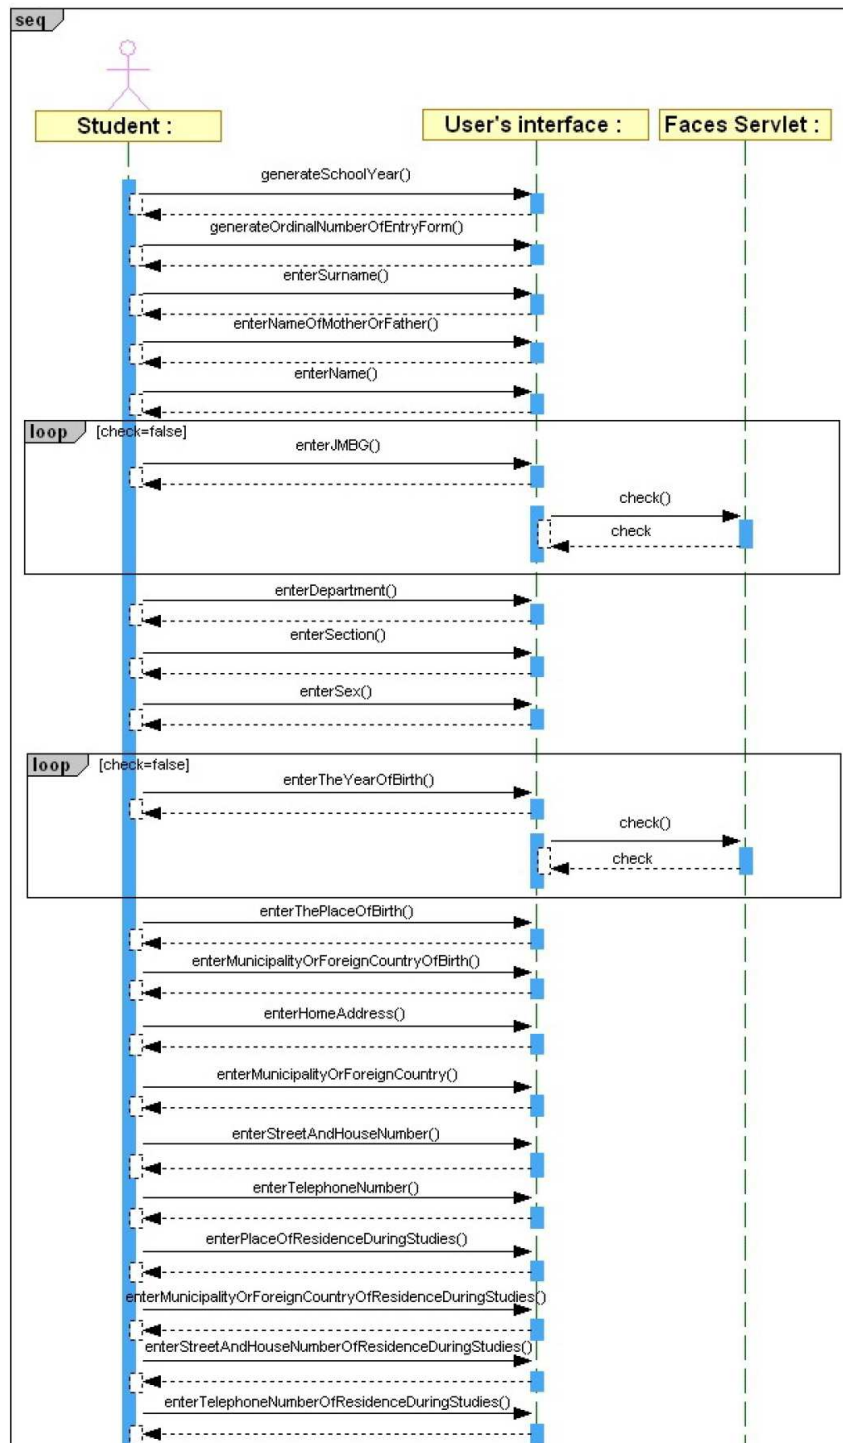 seq
Student :
User's interface :
Faces Servlet :
generateSchoolYear()
generateOrdinalNumberOfEntryForm()
enterSurname()
enterNameOfMotherOrFather()
enterName()
loop [check=false]
enterJMBG()
check()
check
enterDepartment()
enterSection()
enterSex()
loop [check=false]
enterTheYearOfBirth()
check()
check
enterThePlaceOfBirth()
enterMunicipalityOrForeignCountryOfBirth()
enterHomeAddress()
enterMunicipalityOrForeignCountry()
enterStreetAndHouseNumber()
enterTelephoneNumber()
enterPlaceOfResidenceDuringStudies()
enterMunicipalityOrForeignCountryOfResidenceDuringStudies()
enterStreetAndHouseNumberOfResidenceDuringStudies()
enterTelephoneNumberOfResidenceDuringStudies()